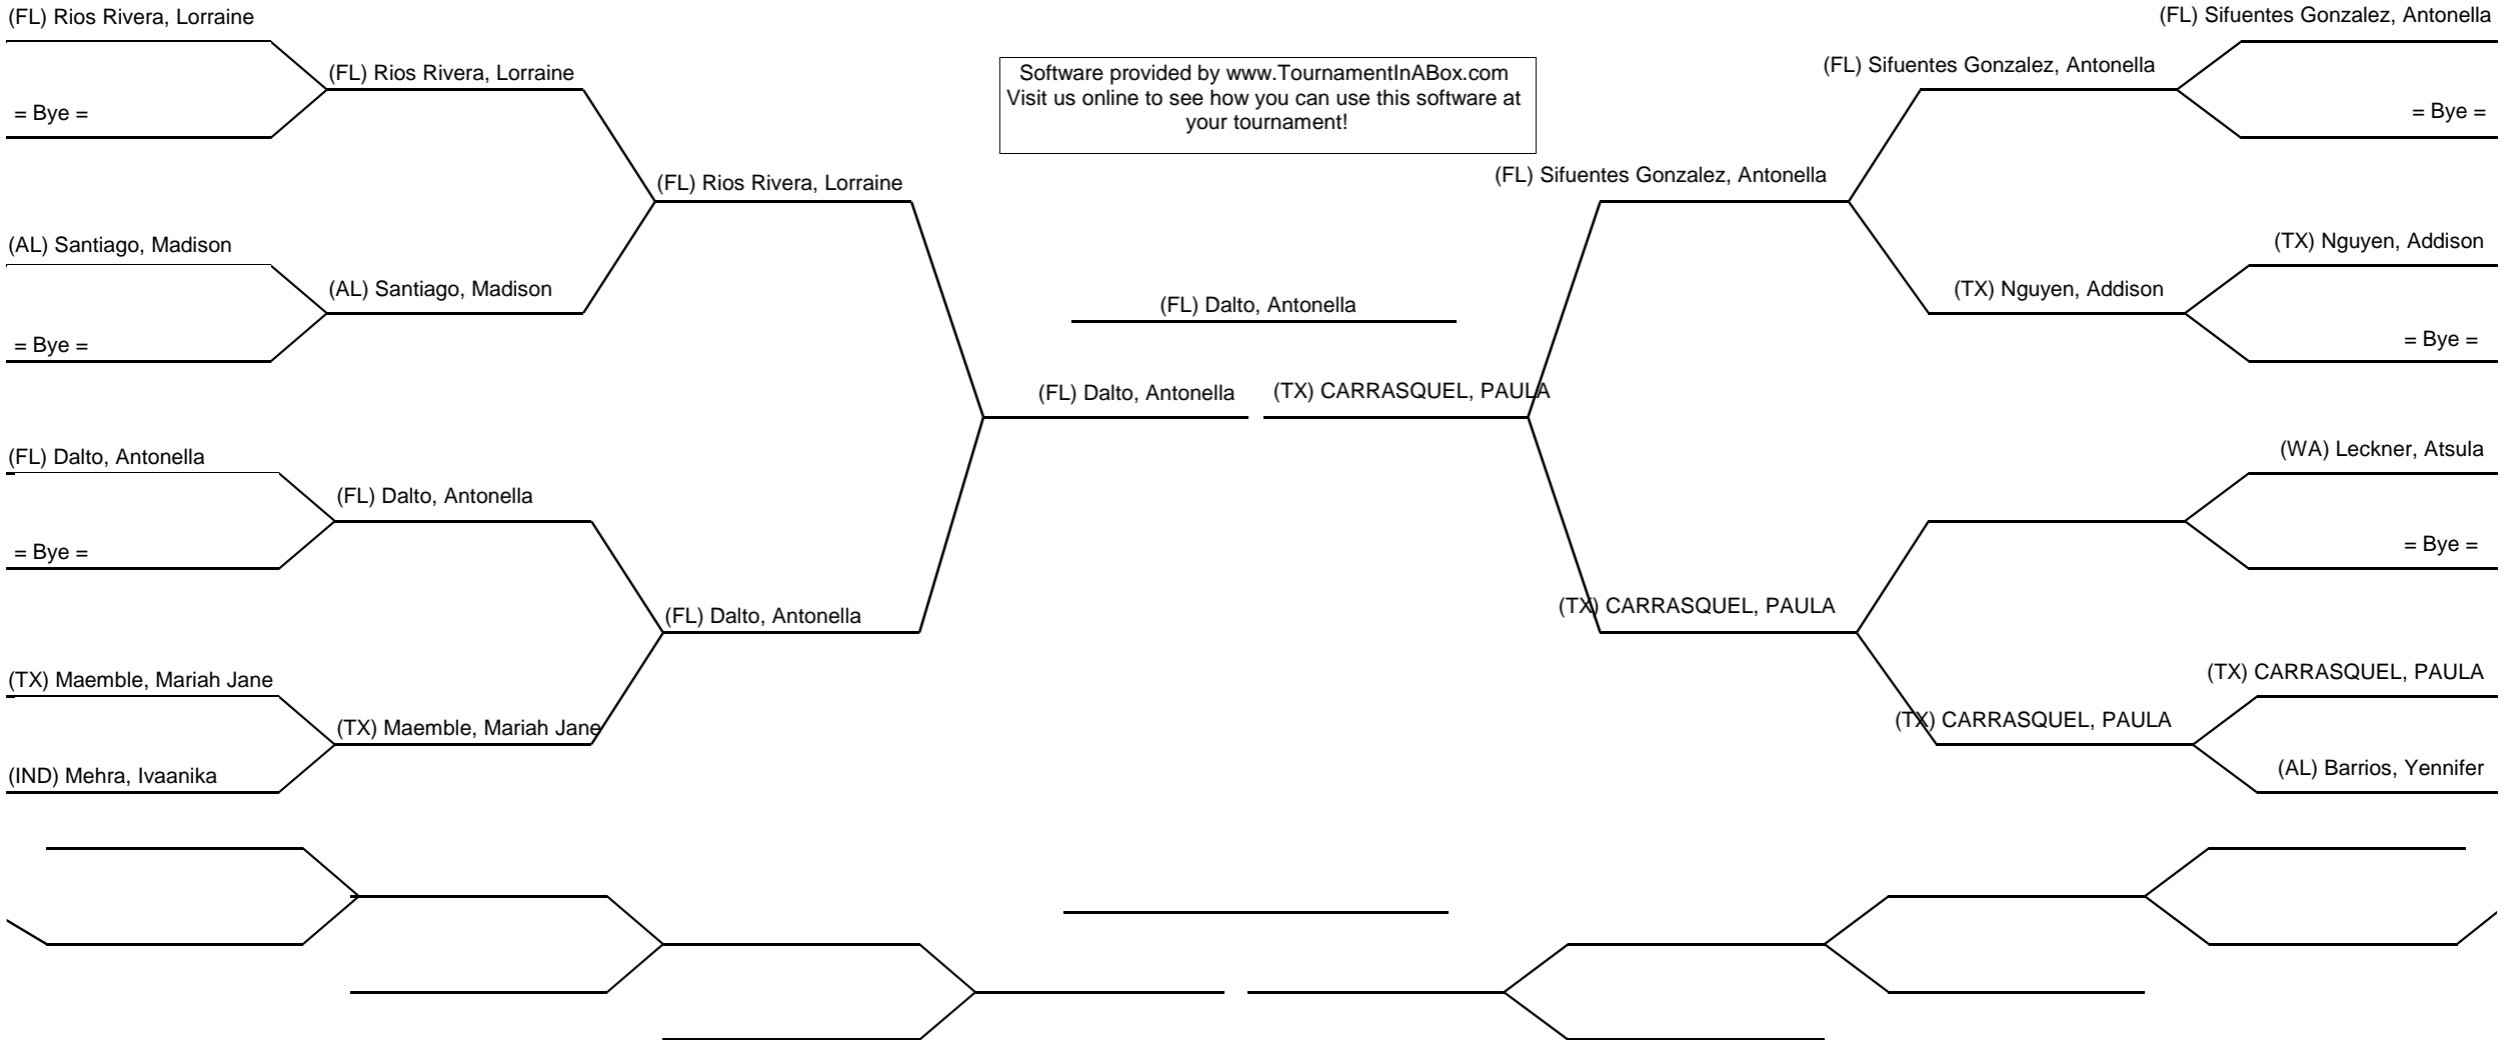 (FL) Rios Rivera, Lorraine
= Bye =
(AL) Santiago, Madison
= Bye =
(FL) Dalto, Antonella
= Bye =
(TX) Maemble, Mariah Jane
(IND) Mehra, Ivaanika
(FL) Rios Rivera, Lorraine
(AL) Santiago, Madison
(FL) Dalto, Antonella
(TX) Maemble, Mariah Jane
(FL) Rios Rivera, Lorraine
(FL) Dalto, Antonella
Software provided by www.TournamentInABox.com
Visit us online to see how you can use this software at
your tournament!
(FL) Dalto, Antonella
(FL) Dalto, Antonella
(TX) CARRASQUEL, PAULA
(FL) Sifuentes Gonzalez, Antonella
(TX) CARRASQUEL, PAULA
(FL) Sifuentes Gonzalez, Antonella
(TX) Nguyen, Addison
(TX) CARRASQUEL, PAULA
(FL) Sifuentes Gonzalez, Antonella
= Bye =
(TX) Nguyen, Addison
= Bye =
(WA) Leckner, Atsula
= Bye =
(TX) CARRASQUEL, PAULA
(AL) Barrios, Yennifer